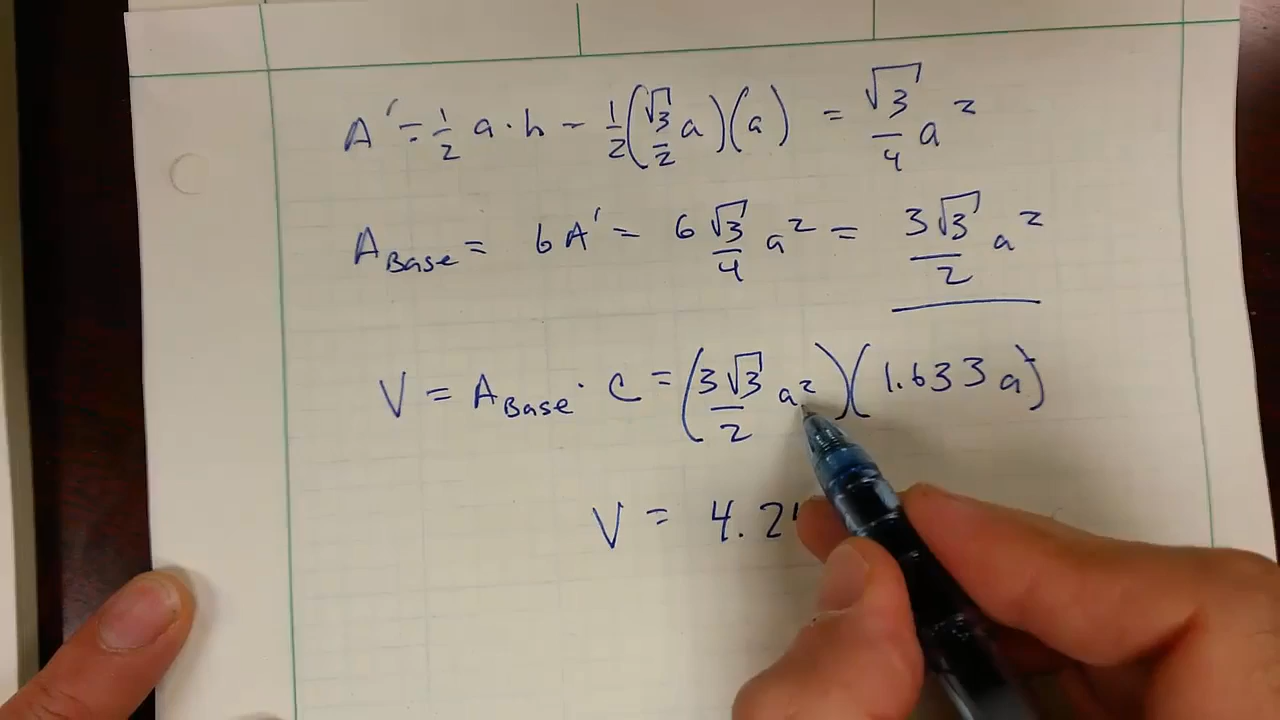 A' = 1/2 a · h = 1/2 (√3/2 a)(a) = √3/4 a²
A_Base = 6A' = 6 √3/4 a² = 3√3/2 a²
V = A_Base · C = (3√3/2 a²)(1.633 a)
V = 4.2